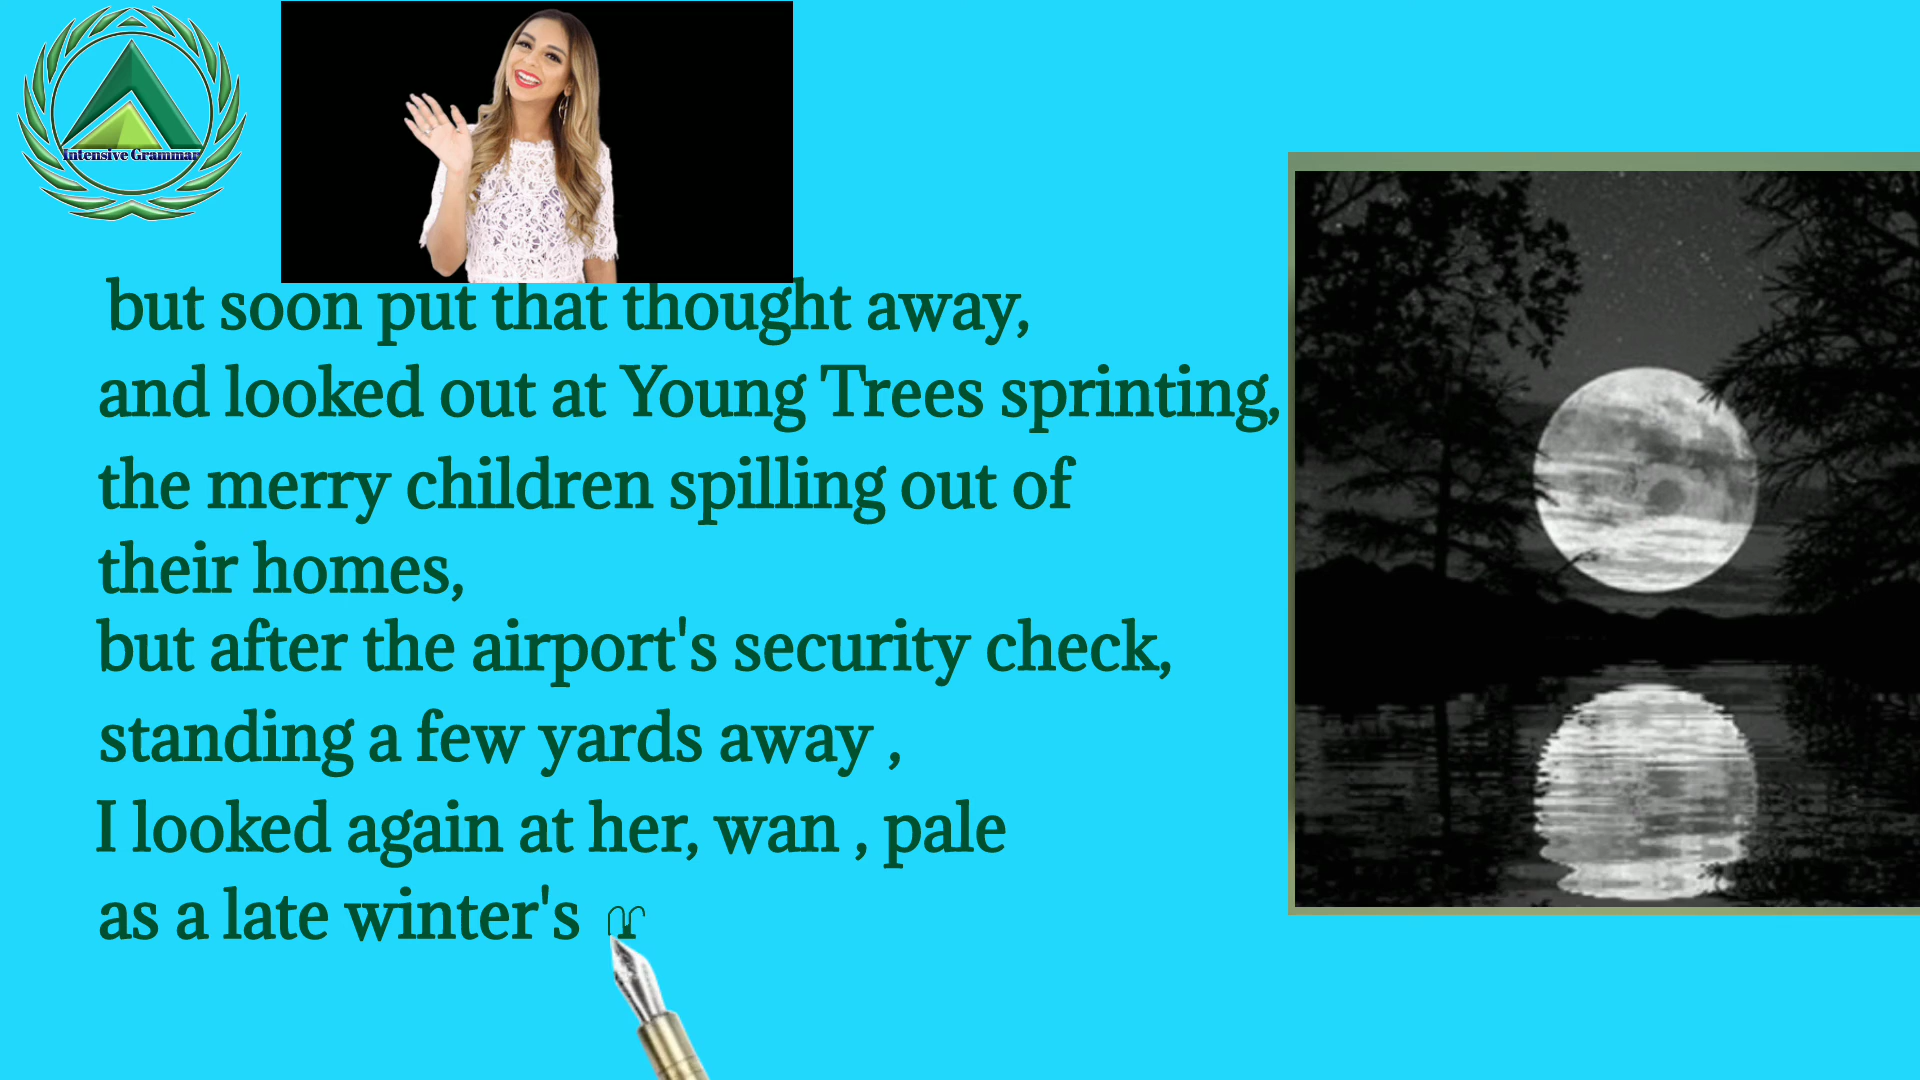 Intensive Grammar
but soon put that thought away,
and looked out at Young Trees sprinting,
the merry children spilling out of
their homes,
but after the airport's security check,
standing a few yards away ,
I looked again at her, wan , pale
as a late winter's